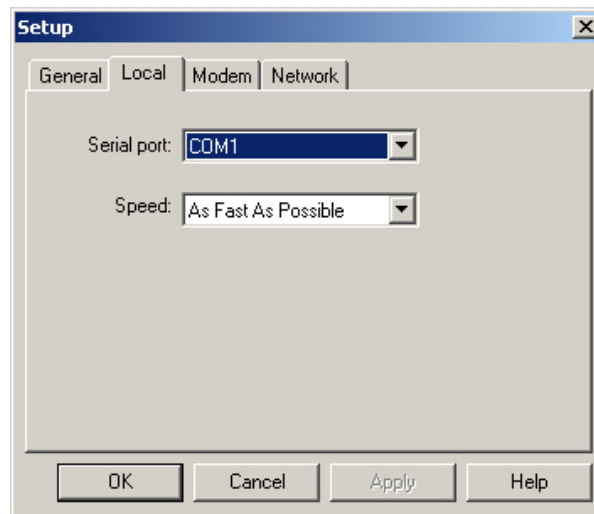 Setup
General Local Modem Network
Serial port: COM1
Speed: As Fast As Possible
OK Cancel Apply Help